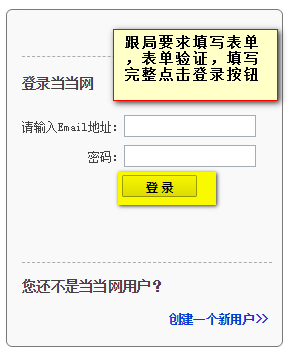 跟局要求填写表单
，表单验证，填写
完整点击登录按钮
登录当当网
请输入Email地址：
密码：
登 录
您还不是当当网用户？
创建一个新用户>>